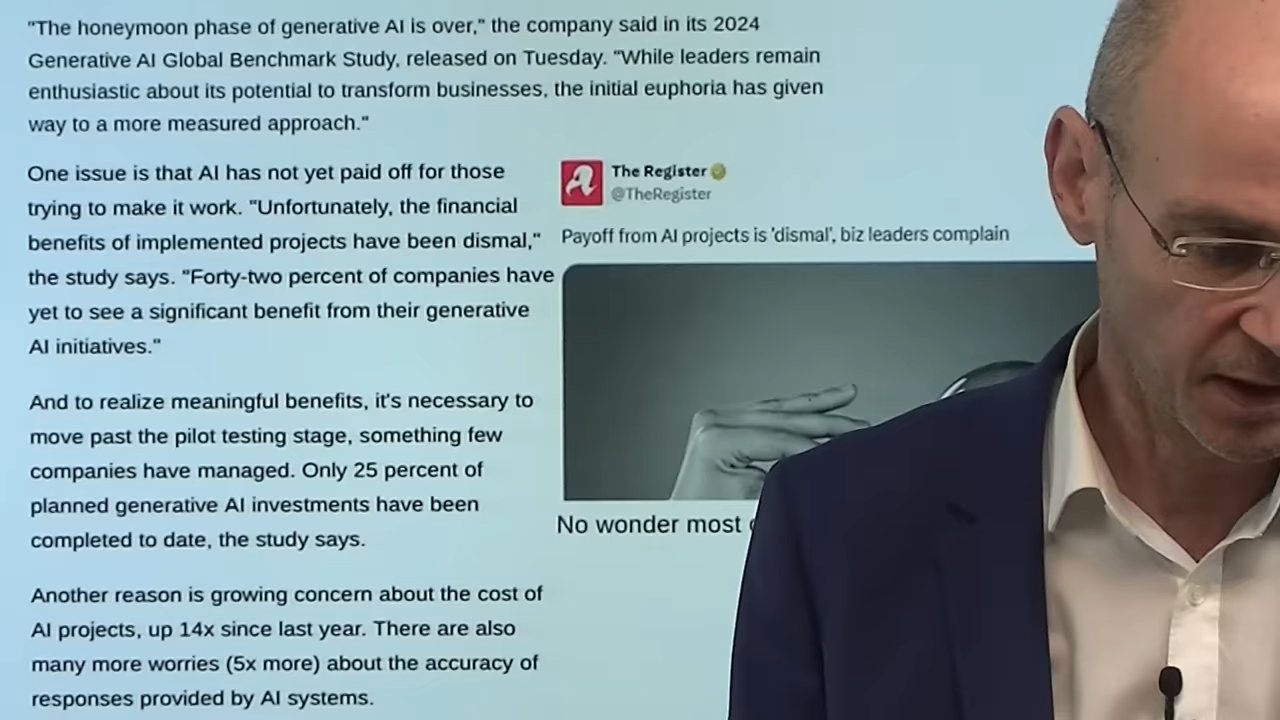 "The honeymoon phase of generative AI is over," the company said in its 2024
Generative AI Global Benchmark Study, released on Tuesday. "While leaders remain
enthusiastic about its potential to transform businesses, the initial euphoria has given
way to a more measured approach."
One issue is that AI has not yet paid off for those
trying to make it work. "Unfortunately, the financial
benefits of implemented projects have been dismal,"
the study says. "Forty-two percent of companies have
yet to see a significant benefit from their generative
AI initiatives."
And to realize meaningful benefits, it's necessary to
move past the pilot testing stage, something few
companies have managed. Only 25 percent of
planned generative AI investments have been
completed to date, the study says.
Another reason is growing concern about the cost of
AI projects, up 14x since last year. There are also
many more worries (5x more) about the accuracy of
responses provided by AI systems.
The Register
@TheRegister
Payoff from AI projects is 'dismal', biz leaders complain
No wonder most